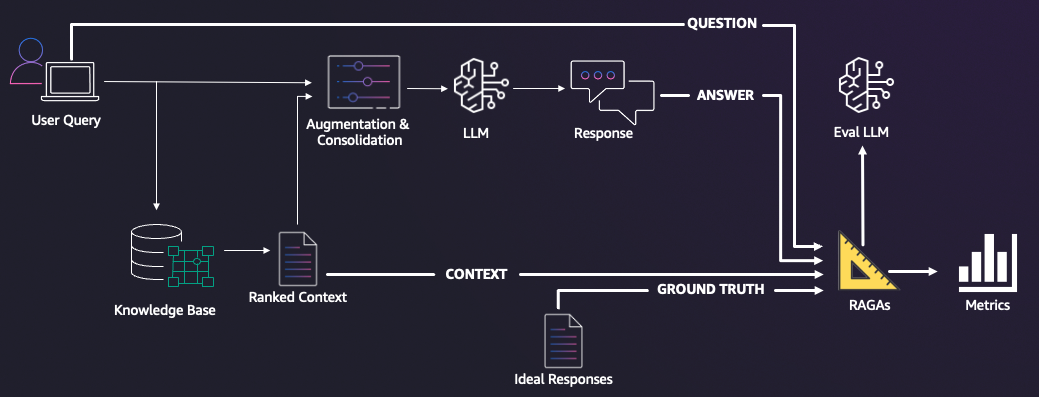 QUESTION
User Query
Augmentation &
Consolidation
LLM
Response
ANSWER
Eval LLM
Knowledge Base
Ranked Context
CONTEXT
GROUND TRUTH
RAGAs
Metrics
Ideal Responses